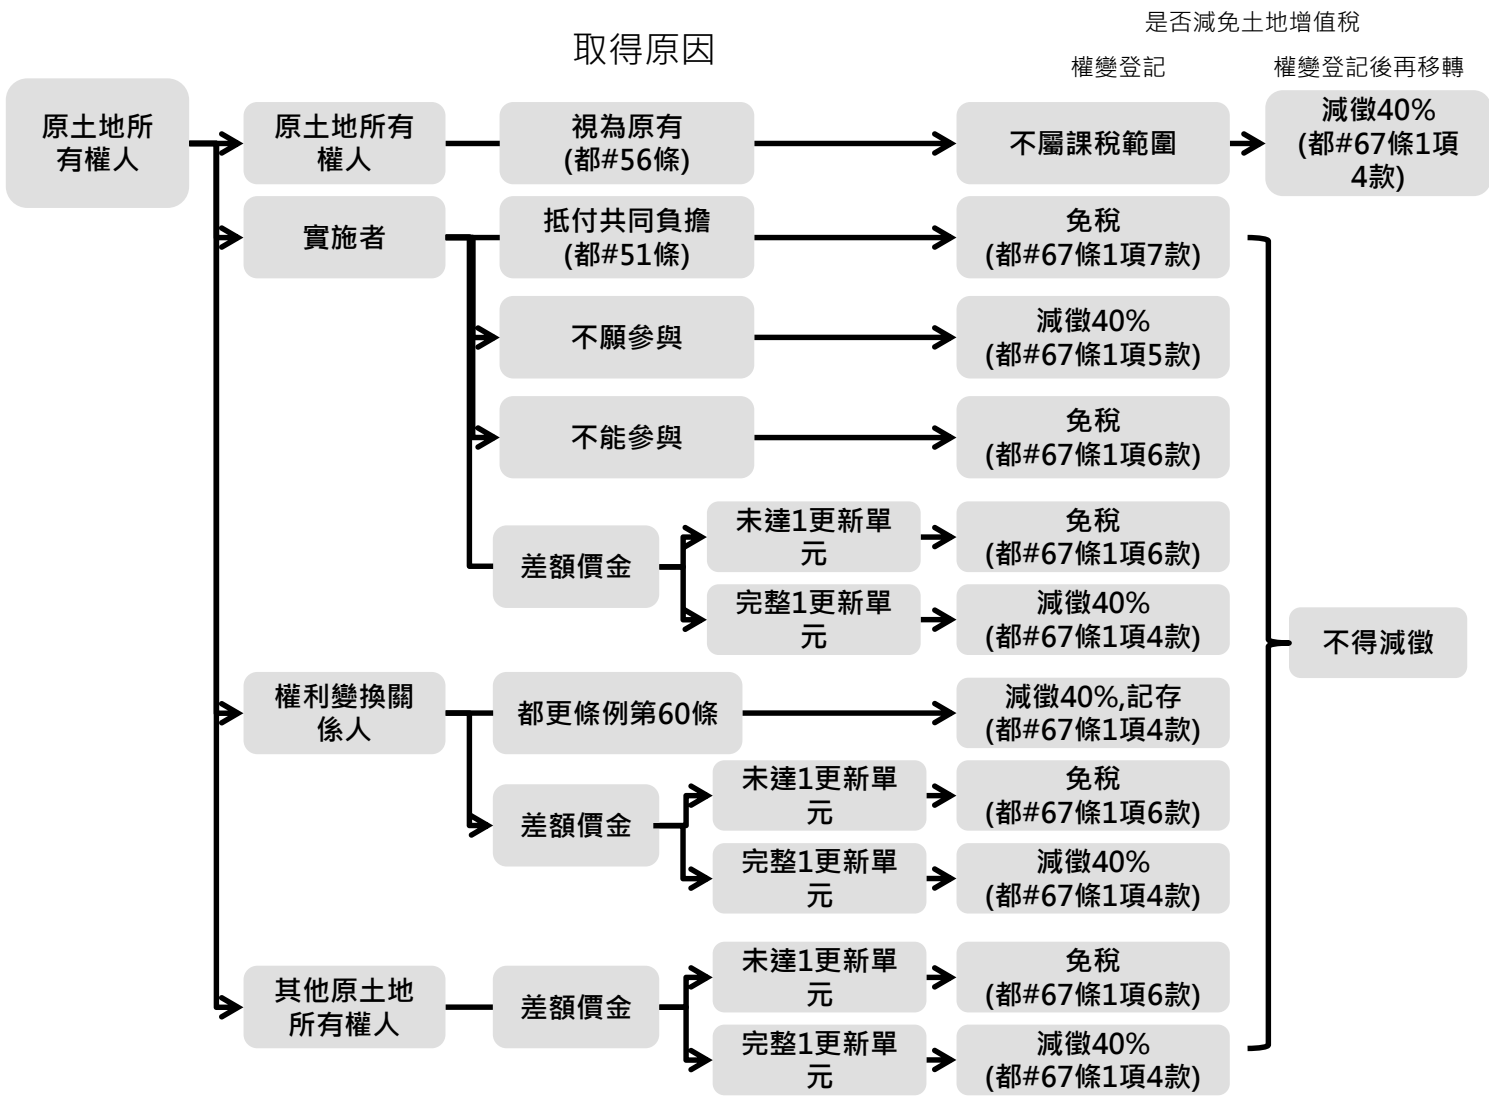 是否減免土地增值稅
取得原因
權變登記
權變登記後再移轉
原土地所
有權人
原土地所有
權人
視為原有
(都#56條)
不屬課稅範圍
減徵40%
(都#67條1項
4款)
實施者
抵付共同負擔
(都#51條)
免稅
(都#67條1項7款)
不願參與
減徵40%
(都#67條1項5款)
不能參與
免稅
(都#67條1項6款)
差額價金
未達1更新單
元
免稅
(都#67條1項6款)
完整1更新單
元
減徵40%
(都#67條1項4款)
不得減徵
權利變換關
係人
都更條例第60條
減徵40%,記存
(都#67條1項4款)
差額價金
未達1更新單
元
免稅
(都#67條1項6款)
完整1更新單
元
減徵40%
(都#67條1項4款)
其他原土地
所有權人
差額價金
未達1更新單
元
免稅
(都#67條1項6款)
完整1更新單
元
減徵40%
(都#67條1項4款)